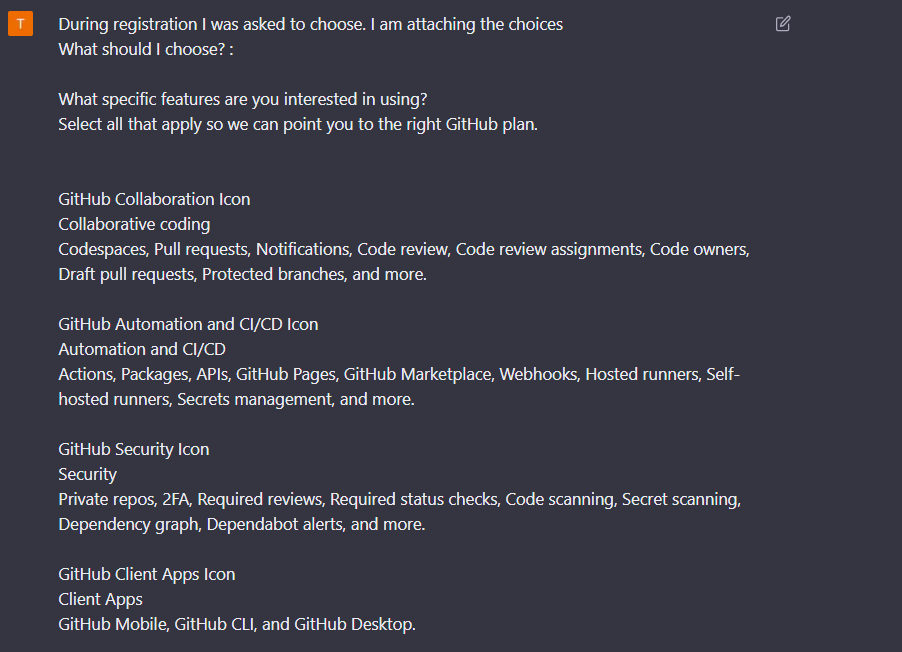 T
During registration I was asked to choose. I am attaching the choices
What should I choose? :
What specific features are you interested in using?
Select all that apply so we can point you to the right GitHub plan.
GitHub Collaboration Icon
Collaborative coding
Codespaces, Pull requests, Notifications, Code review, Code review assignments, Code owners,
Draft pull requests, Protected branches, and more.
GitHub Automation and CI/CD Icon
Automation and CI/CD
Actions, Packages, APIs, GitHub Pages, GitHub Marketplace, Webhooks, Hosted runners, Self-
hosted runners, Secrets management, and more.
GitHub Security Icon
Security
Private repos, 2FA, Required reviews, Required status checks, Code scanning, Secret scanning,
Dependency graph, Dependabot alerts, and more.
GitHub Client Apps Icon
Client Apps
GitHub Mobile, GitHub CLI, and GitHub Desktop.